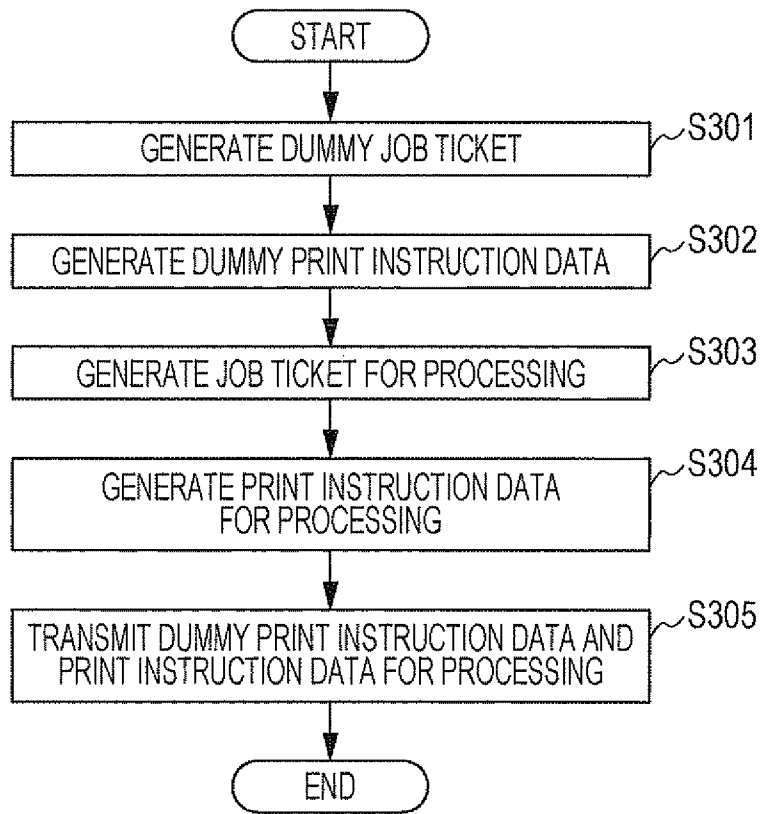 START
GENERATE DUMMY JOB TICKET
S301
GENERATE DUMMY PRINT INSTRUCTION DATA
S302
GENERATE JOB TICKET FOR PROCESSING
S303
GENERATE PRINT INSTRUCTION DATA
FOR PROCESSING
S304
TRANSMIT DUMMY PRINT INSTRUCTION DATA AND
PRINT INSTRUCTION DATA FOR PROCESSING
S305
END